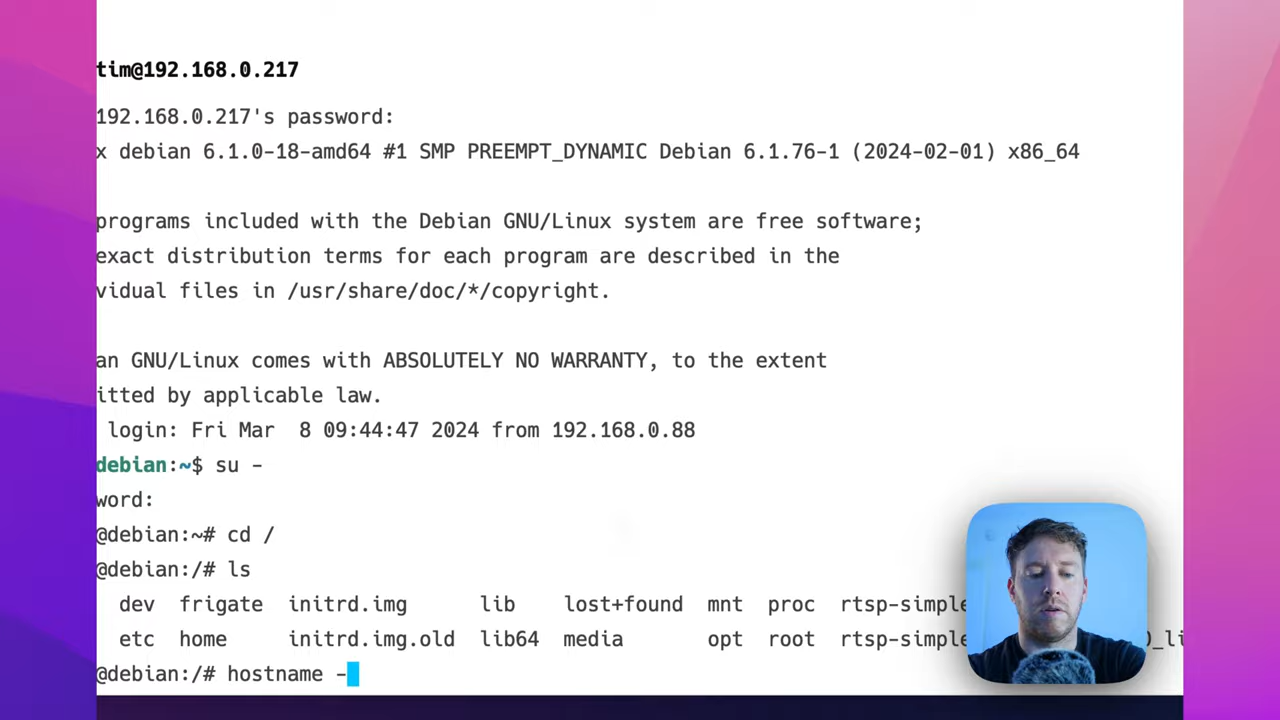 tim@192.168.0.217
192.168.0.217's password:
x debian 6.1.0-18-amd64 #1 SMP PREEMPT_DYNAMIC Debian 6.1.76-1 (2024-02-01) x86_64
programs included with the Debian GNU/Linux system are free software;
exact distribution terms for each program are described in the
vidual files in /usr/share/doc/*/copyright.
an GNU/Linux comes with ABSOLUTELY NO WARRANTY, to the extent
itted by applicable law.
login: Fri Mar 8 09:44:47 2024 from 192.168.0.88
debian:~$ su -
word:
@debian:~# cd /
@debian:/# ls
dev frigate initrd.img lib lost+found mnt proc rtsp-simple
etc home initrd.img.old lib64 media opt root rtsp-simple
@debian:/# hostname -